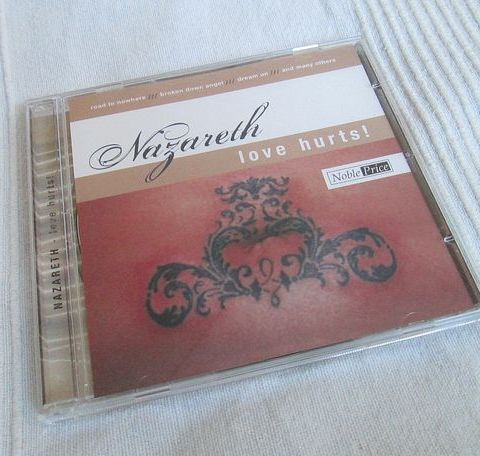 road to nowhere /// broken down angel /// dream on /// and many others
Nazareth
love hurts!
Noble Price
NAZARETH - love hurts!